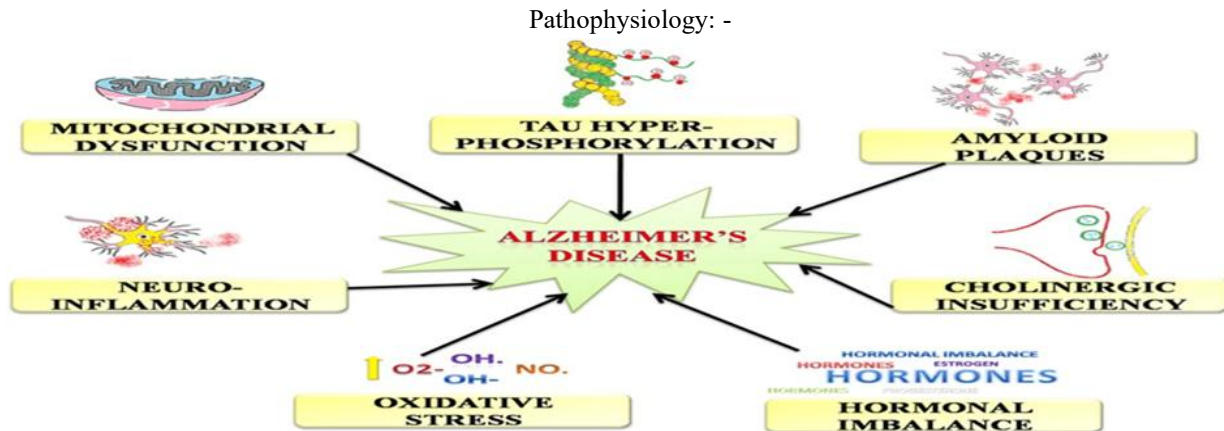 Pathophysiology: -
MITOCHONDRIAL
DYSFUNCTION
TAU HYPER-
PHOSPHORYLATION
AMYLOID
PLAQUES
ALZHEIMER'S
DISEASE
NEURO-
INFLAMMATION
CHOLINERGIC
INSUFFICIENCY
O2- OH. NO.
OH-
OXIDATIVE
STRESS
HORMONAL IMBALANCE
HORMONES ESTROGEN
HORMONES
HORMONES
HORMONAL
IMBALANCE